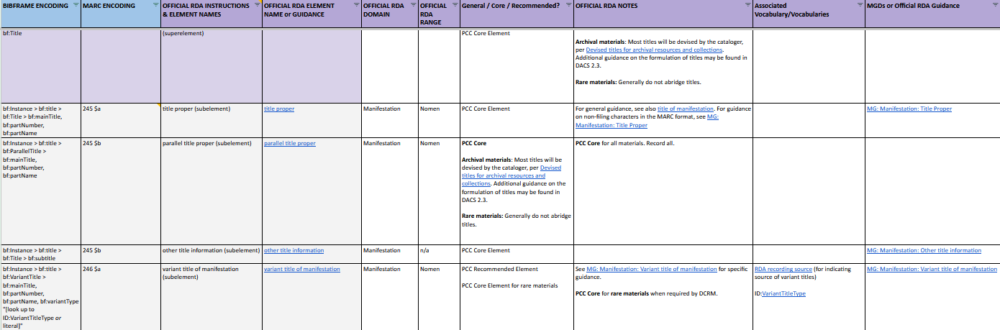 BIBFRAME ENCODING
MARC ENCODING
OFFICIAL RDA INSTRUCTIONS
& ELEMENT NAMES
OFFICIAL RDA ELEMENT
NAME or GUIDANCE
OFFICIAL RDA
DOMAIN
OFFICIAL
RDA
RANGE
General / Core / Recommended?
OFFICIAL RDA NOTES
Associated
Vocabulary/Vocabularies
MGDs or Official RDA Guidance
bf:Title
(superelement)
PCC Core Element
Archival materials: Most titles will be devised by the cataloger,
per Devised titles for archival resources and collections.
Additional guidance on the formulation of titles may be found in
DACS 2.3.
Rare materials: Generally do not abridge titles.
bf:Instance > bf:title >
bf:Title > bf:mainTitle,
bf:partNumber,
bf:partName
245 $a
title proper (subelement)
title proper
Manifestation
Nomen
PCC Core Element
For general guidance, see also title of manifestation. For guidance
on non-filing characters in the MARC format, see MG:
Manifestation: Title Proper
MG: Manifestation: Title Proper
bf:Instance > bf:title >
bf:ParallelTitle >
bf:mainTitle,
bf:partNumber,
bf:partName
245 $b
parallel title proper (subelement)
parallel title proper
Manifestation
Nomen
PCC Core
Archival materials: Most titles will be
devised by the cataloger, per Devised
titles for archival resources and
collections. Additional guidance on the
formulation of titles may be found in
DACS 2.3.
Rare materials: Generally do not abridge
titles.
PCC Core for all materials. Record all.
bf:Instance > bf:title >
bf:Title > bf:subtitle
245 $b
other title information (subelement)
other title information
Manifestation
n/a
PCC Core Element
MG: Manifestation: Other title information
bf:Instance > bf:title >
bf:VariantTitle >
bf:mainTitle,
bf:partNumber,
bf:partName, bf:variantType
"[look up to
ID:VariantTitleType or
literal]"
246 $a
variant title of manifestation
(subelement)
variant title of manifestation
Manifestation
Nomen
PCC Recommended Element
PCC Core Element for rare materials
See MG: Manifestation: Variant title of manifestation for specific
guidance.
PCC Core for rare materials when required by DCRM.
RDA recording source (for indicating
source of variant titles)
ID:VariantTitleType
MG: Manifestation: Variant title of manifestation